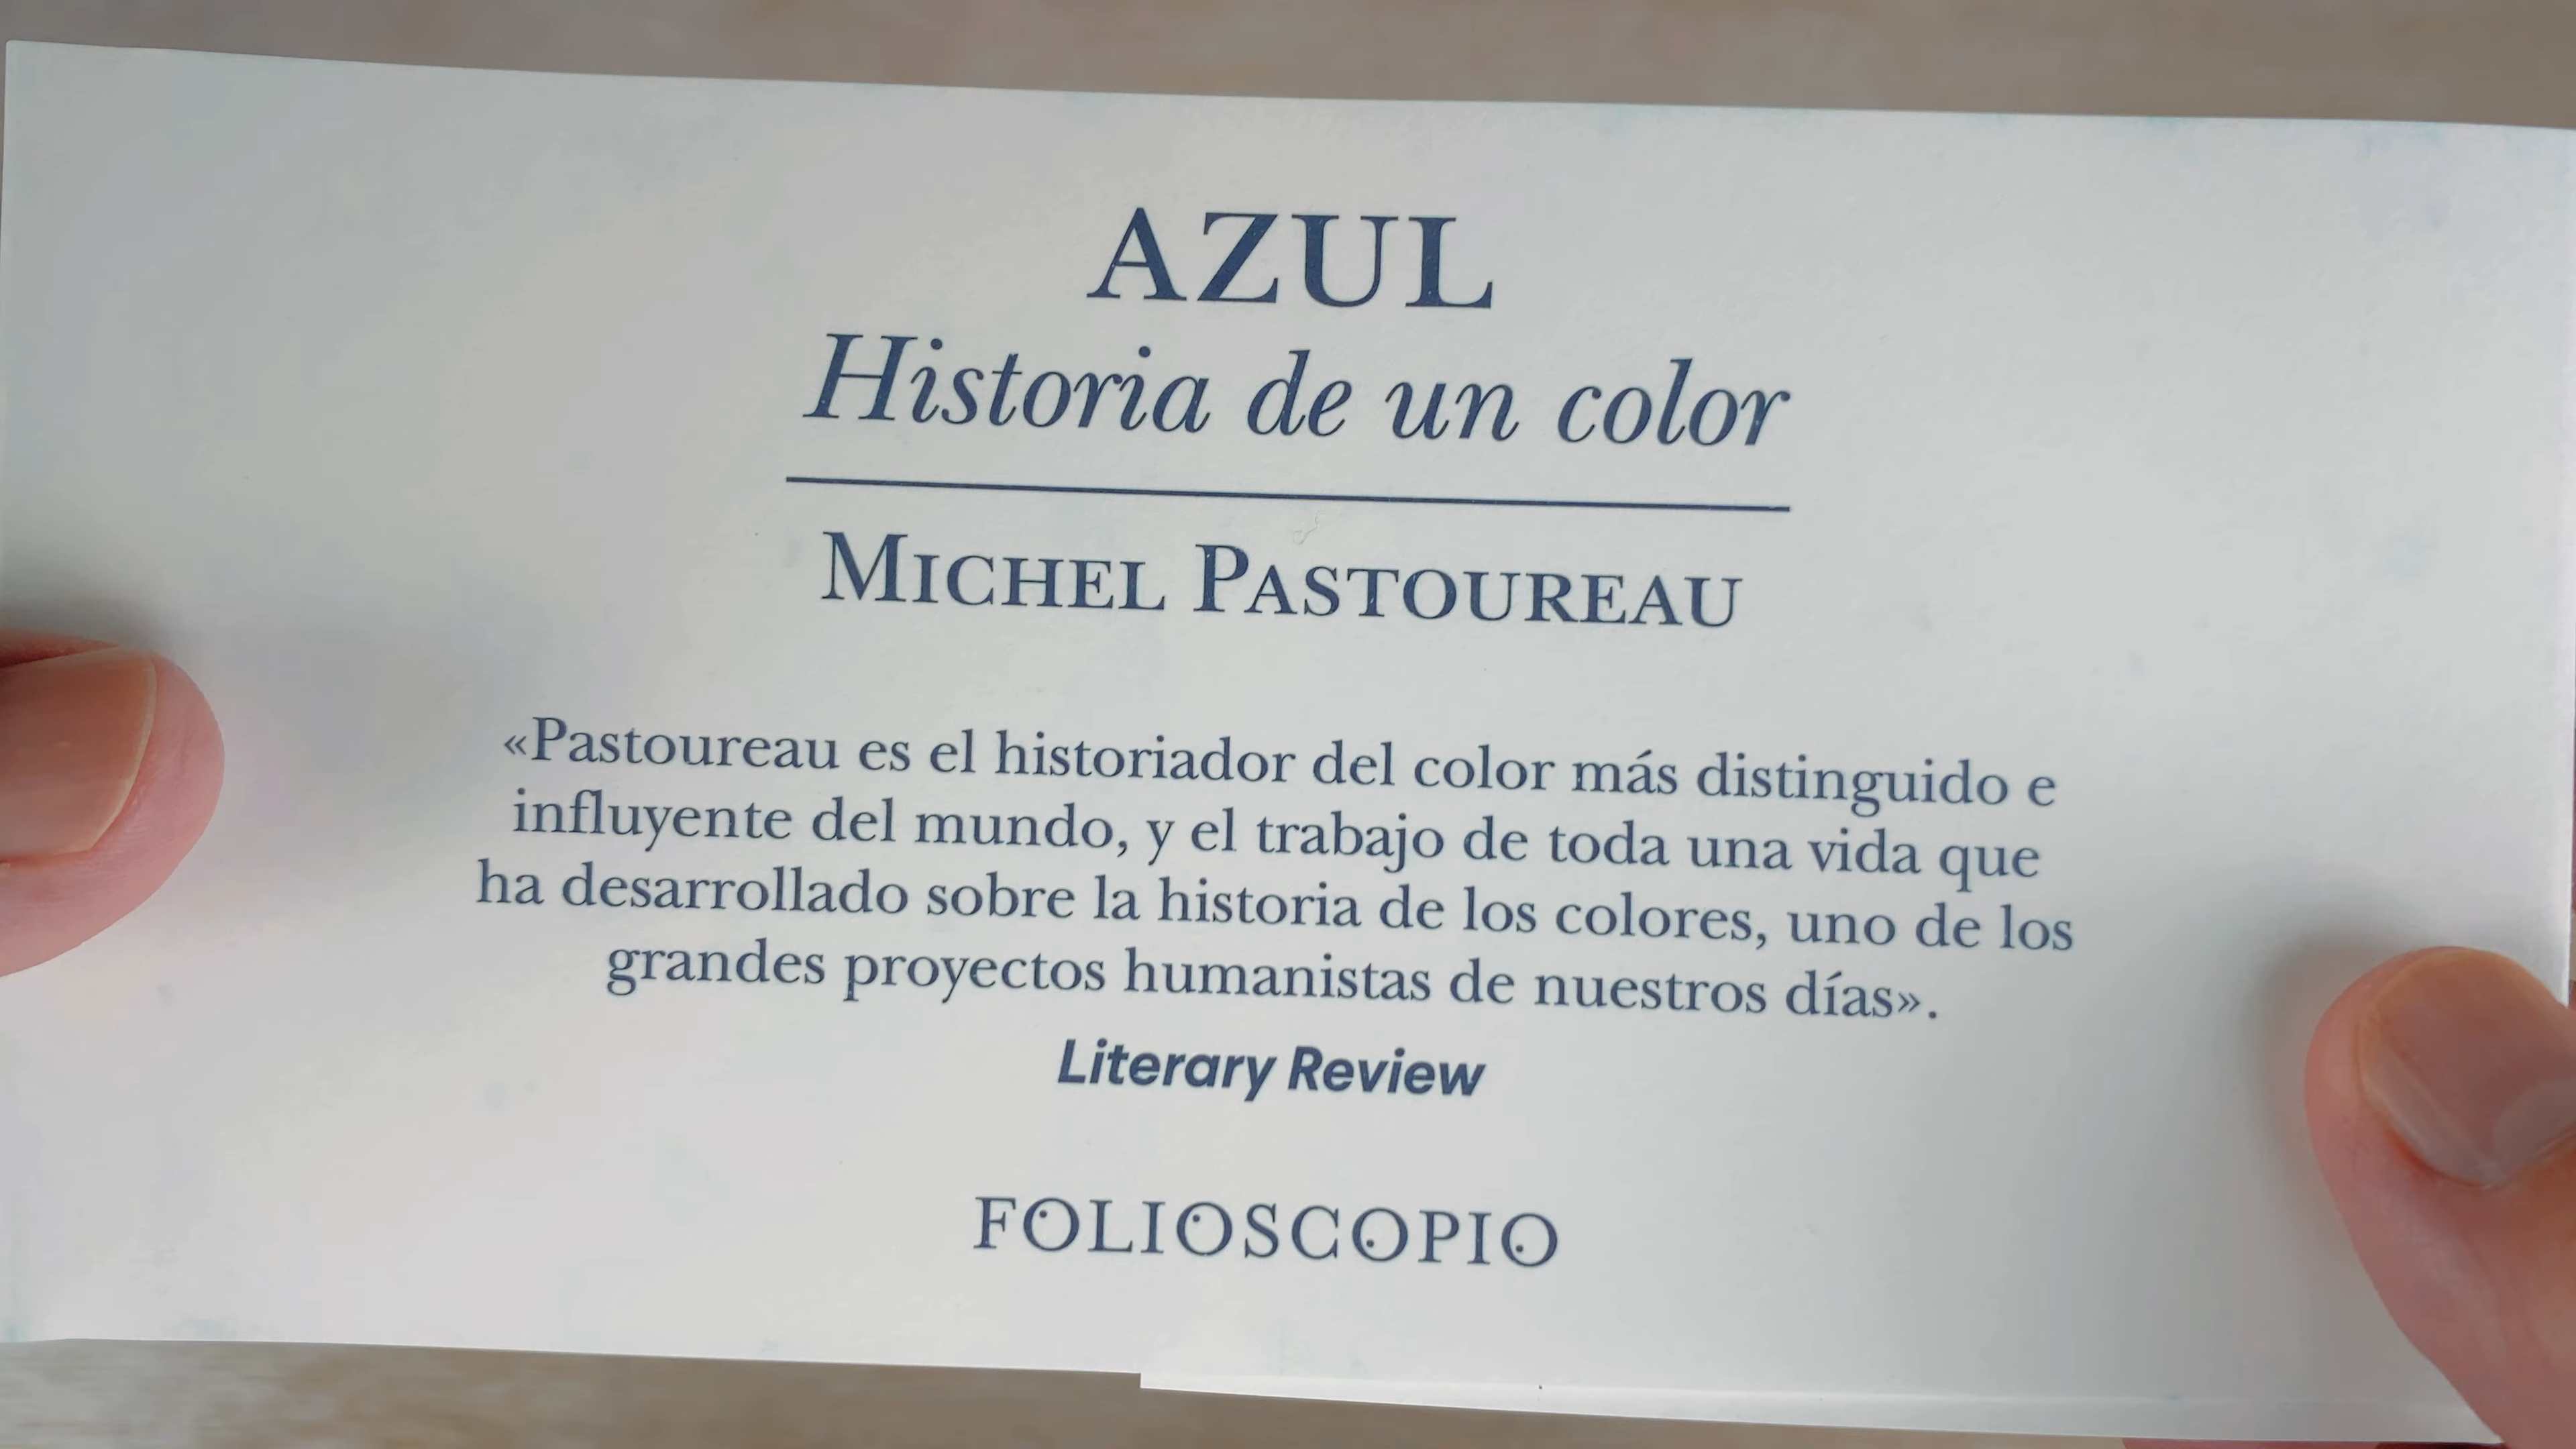 AZUL
Historia de un color
MICHEL PASTOUREAU
«Pastoureau es el historiador del color más distinguido e
influyente del mundo, y el trabajo de toda una vida que
ha desarrollado sobre la historia de los colores, uno de los
grandes proyectos humanistas de nuestros días».
Literary Review
FOLIOSCOPIO